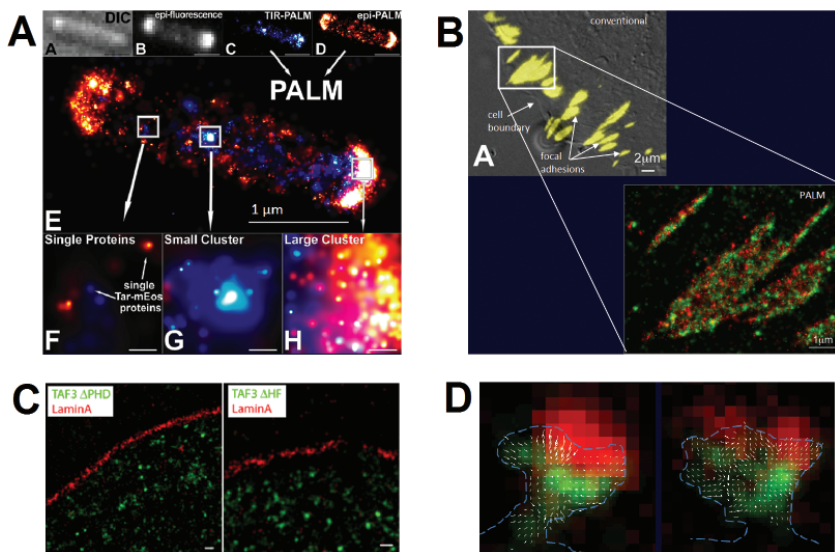 A
DIC
A
epi-fluorescence
B
TIR-PALM
C
epi-PALM
D
PALM
1 μm
E
Single Proteins
single
Tar-mEos
proteins
F
Small Cluster
G
Large Cluster
H
B
conventional
cell
boundary
focal
adhesions
A
2μm
PALM
1μm
C
TAF3 ΔPHD
LaminA
TAF3 ΔHF
LaminA
D